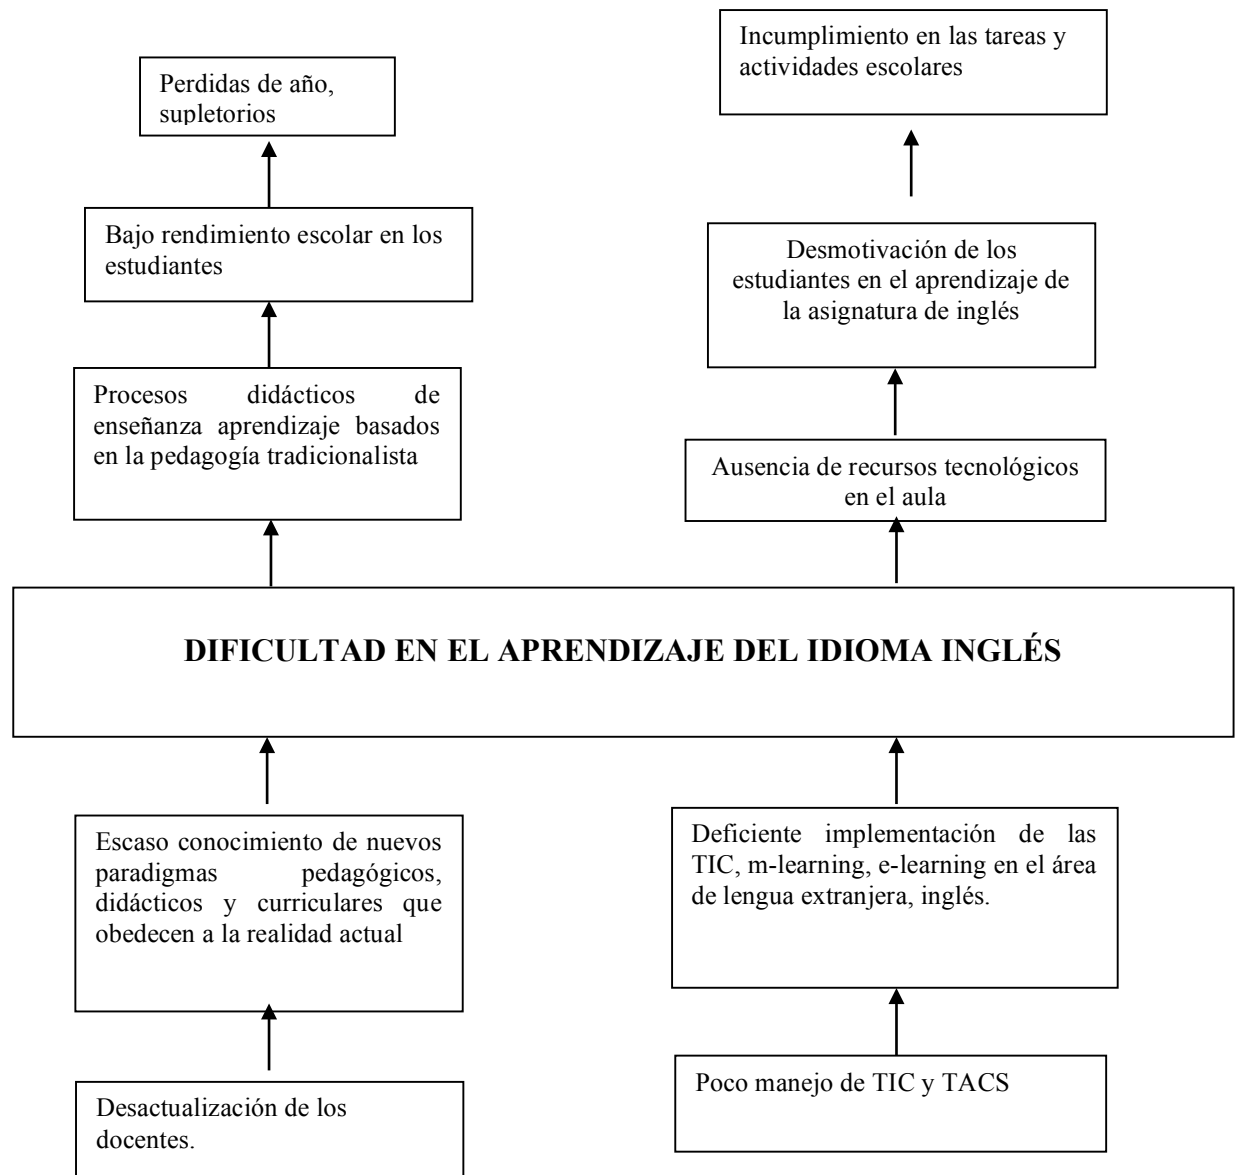 Incumplimiento en las tareas y
actividades escolares
Perdidas de año,
supletorios
Bajo rendimiento escolar en los
estudiantes
Desmotivación de los
estudiantes en el aprendizaje de
la asignatura de inglés
Procesos didácticos de
enseñanza aprendizaje basados
en la pedagogía tradicionalista
Ausencia de recursos tecnológicos
en el aula
DIFICULTAD EN EL APRENDIZAJE DEL IDIOMA INGLÉS
Escaso conocimiento de nuevos
paradigmas pedagógicos,
didácticos y curriculares que
obedecen a la realidad actual
Deficiente implementación de las
TIC, m-learning, e-learning en el área
de lengua extranjera, inglés.
Desactualización de los
docentes.
Poco manejo de TIC y TACS